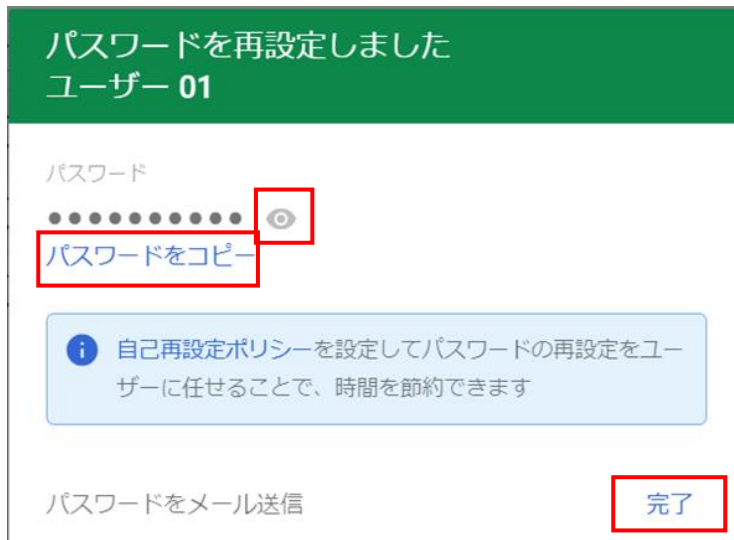 パスワードを再設定しました
ユーザー 01
パスワード
••••••••••
パスワードをコピー
自己再設定ポリシーを設定してパスワードの再設定をユー
ザーに任せることで、時間を節約できます
パスワードをメール送信
完了